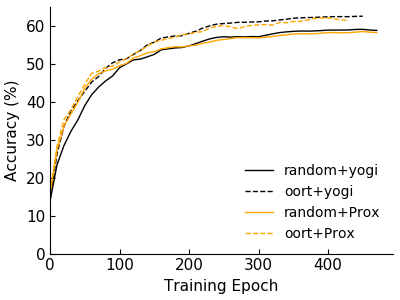 60
50
40
30
20
10
0
Accuracy (%)
random+yogi
oort+yogi
random+Prox
oort+Prox
0 100 200 300 400
Training Epoch